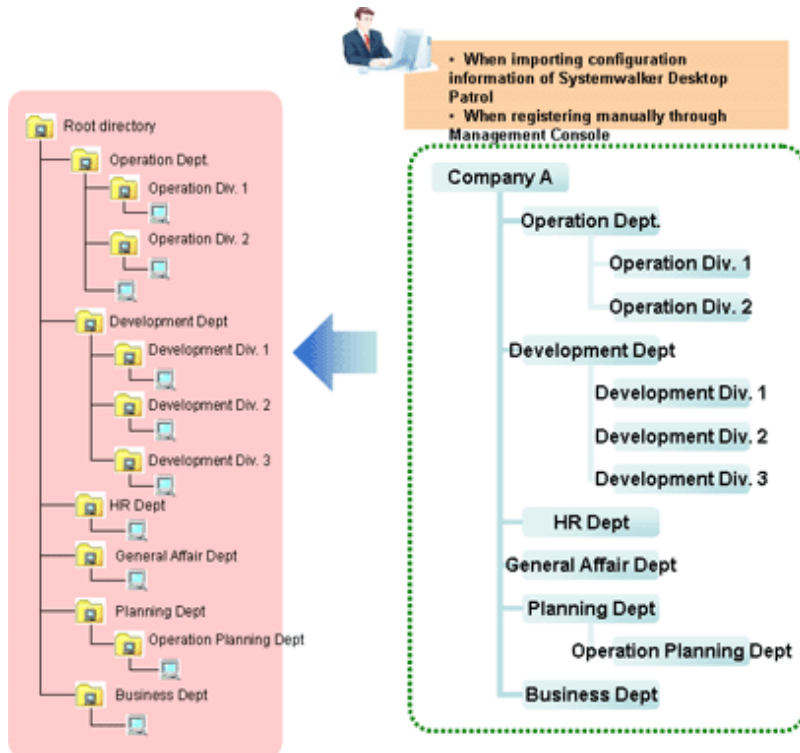 • When importing configuration
information of Systemwalker Desktop
Patrol
• When registering manually through
Management Console
Root directory
Operation Dept.
Operation Div. 1
Operation Div. 2
Development Dept
Development Div. 1
Development Div. 2
Development Div. 3
HR Dept
General Affair Dept
Planning Dept
Operation Planning Dept
Business Dept
Company A
Operation Dept.
Operation Div. 1
Operation Div. 2
Development Dept
Development Div. 1
Development Div. 2
Development Div. 3
HR Dept
General Affair Dept
Planning Dept
Operation Planning Dept
Business Dept